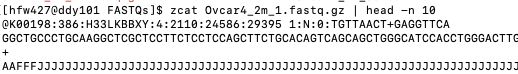 [[hfw427@ddy101 FASTQs]$ zcat Ovcar4_2m_1.fastq.gz | head -n 10
@K00198:386:H33LKBBXY:4:2110:24586:29395 1:N:0:TGTTAACT+GAGGTTCA
GGCTGCCCTGCAAGGCTCGCTCCTTCTCCTCCAGCTTCTGCACAGTCAGCAGCTGGGCATCCACCTGGGACTTG
+
AAFFFJJJJJJJJJJJJJJJJJJJJJJJJJJJJJJJJJJJJJJJJJJJJJJJJJJJJJJJJJJJJJJJJJJJJJ